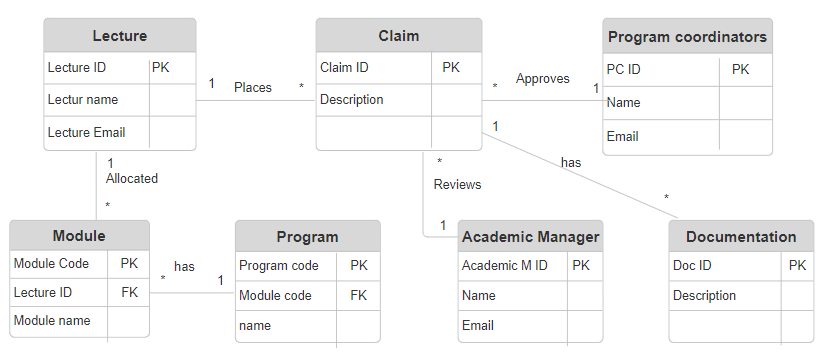 Lecture
Lecture ID PK
Lectur name
Lecture Email
1 Places *
Claim
Claim ID PK
Description
* Approves 1
Program coordinators
PC ID PK
Name
Email
1
Allocated
*
*
Reviews
1
1
has
*
Module
Module Code PK
Lecture ID FK
Module name
has
* 1
Program
Program code PK
Module code FK
name
Academic Manager
Academic M ID PK
Name
Email
Documentation
Doc ID PK
Description